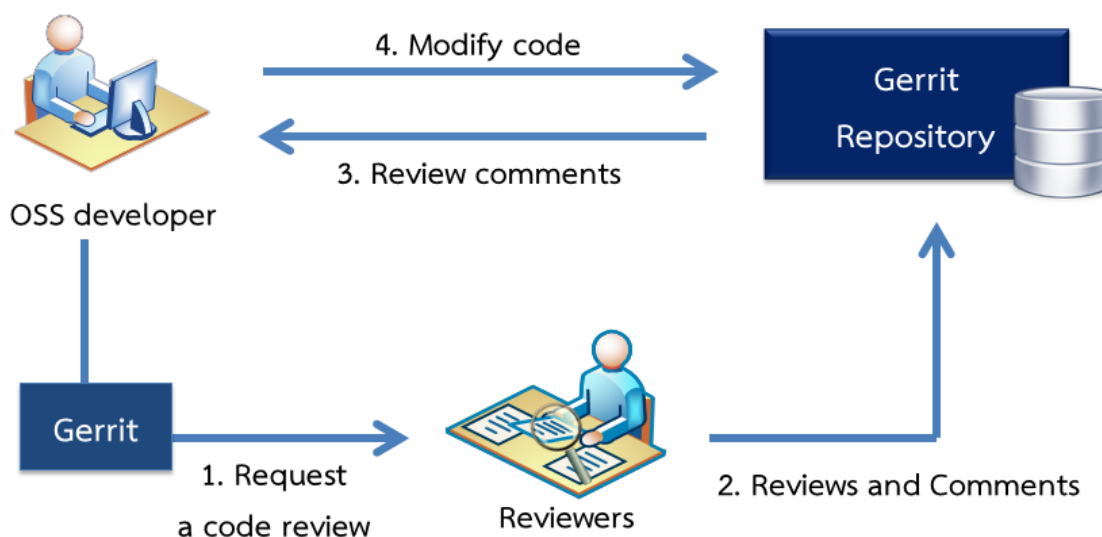 4. Modify code
Gerrit
Repository
3. Review comments
OSS developer
Gerrit
1. Request
a code review
Reviewers
2. Reviews and Comments